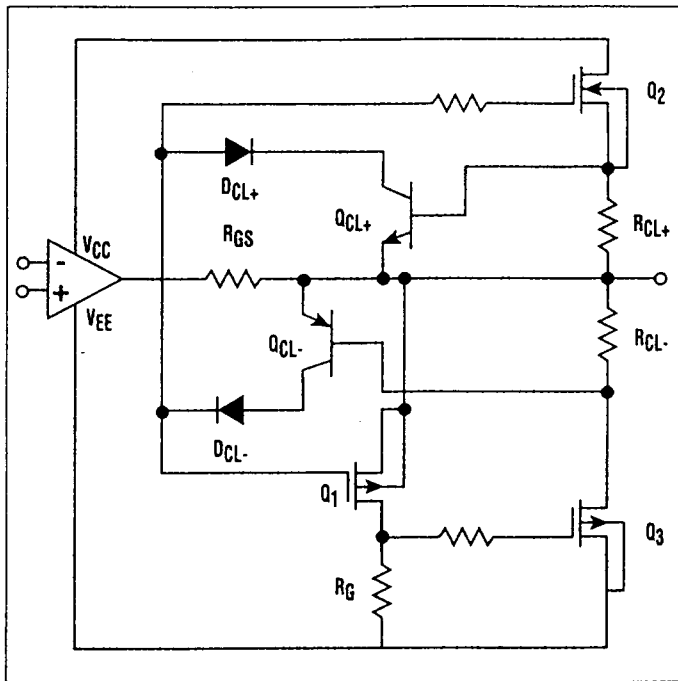 Q2
DCL+
QCL+
RCL+
RGS
VCC
-
+
VEE
QCL-
RCL-
DCL-
Q1
Q3
RG